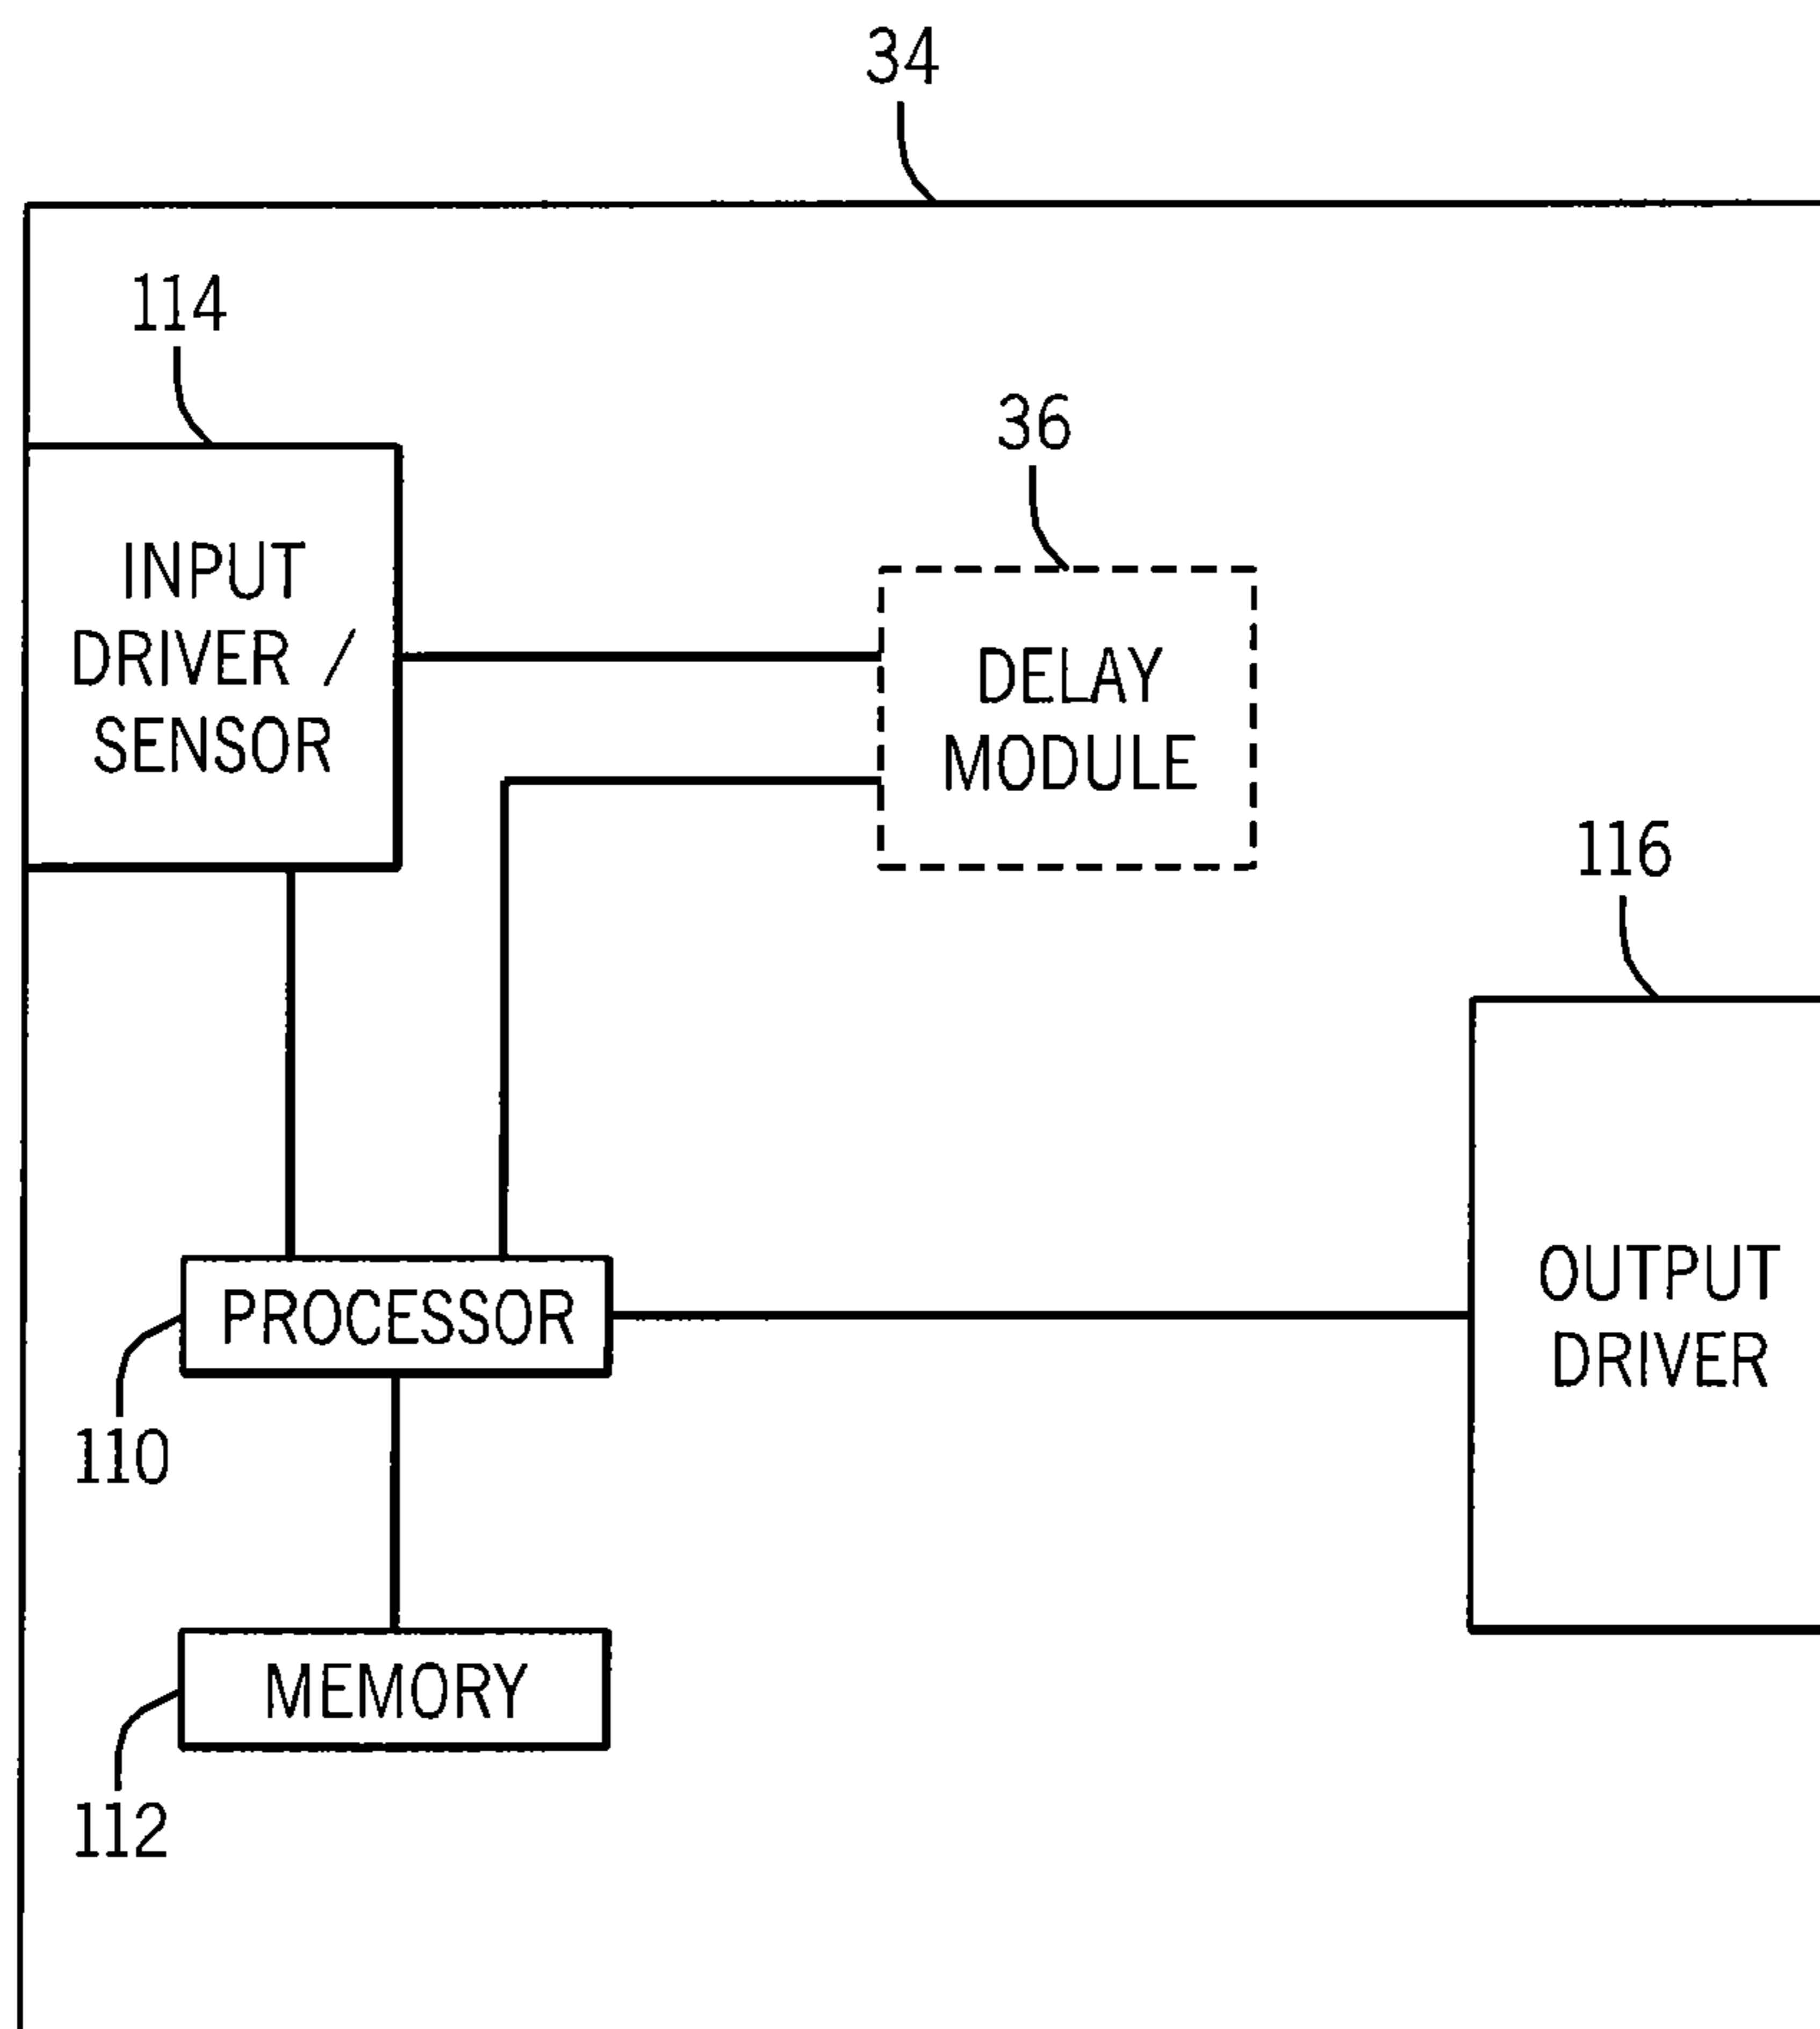 34
114
36
INPUT
DRIVER /
SENSOR
DELAY
MODULE
116
OUTPUT
DRIVER
PROCESSOR
110
MEMORY
112